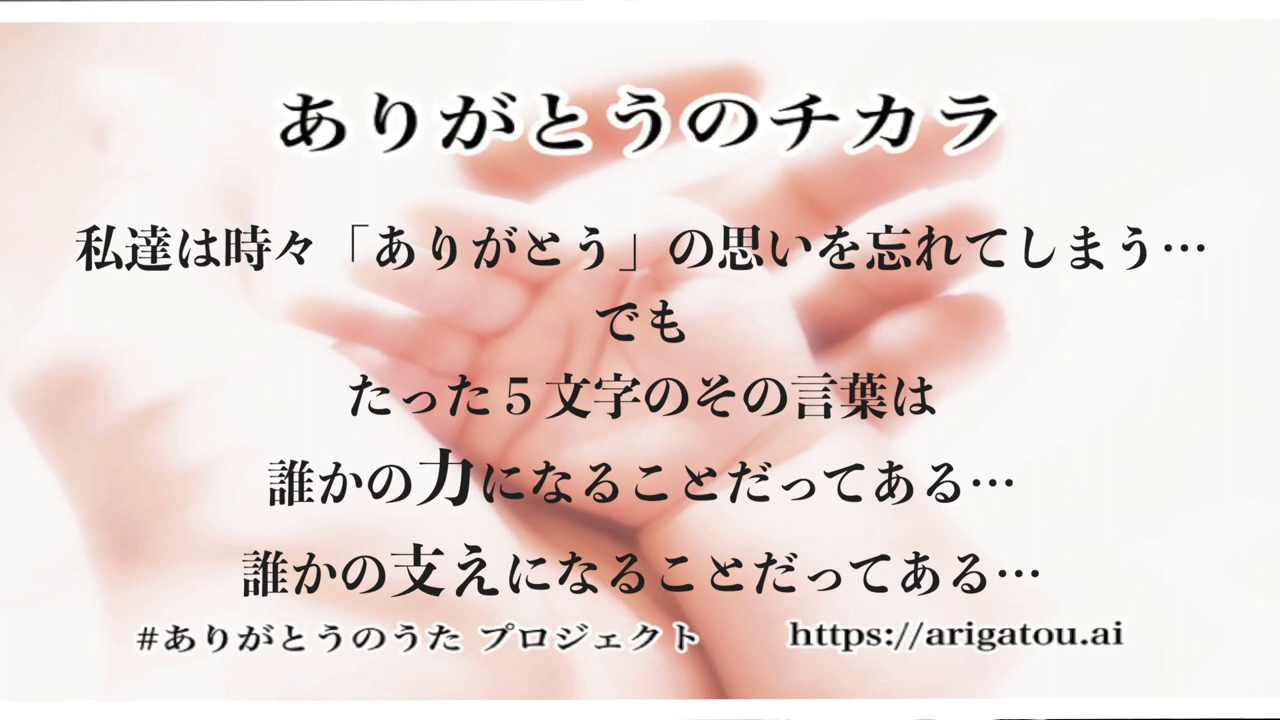 ありがとうのチカラ
私達は時々「ありがとう」の思いを忘れてしまう…
でも
たった５文字のその言葉は
誰かの力になることだってある…
誰かの支えになることだってある…
#ありがとうのうた プロジェクト https://arigatou.ai